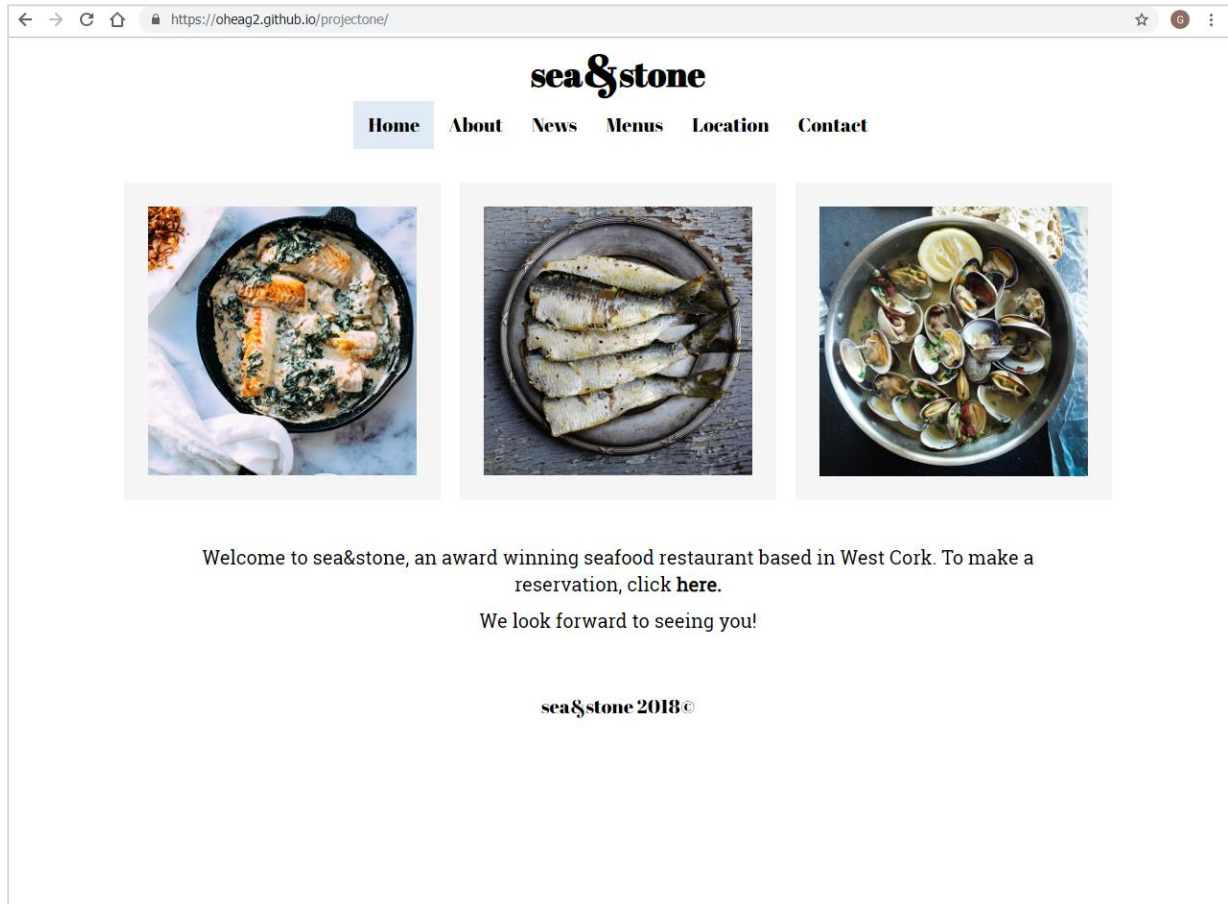 https://oheag2.github.io/projectone/
G
sea&stone
Home About News Menus Location Contact
Welcome to sea&stone, an award winning seafood restaurant based in West Cork. To make a
reservation, click here.
We look forward to seeing you!
sea&stone 2018©